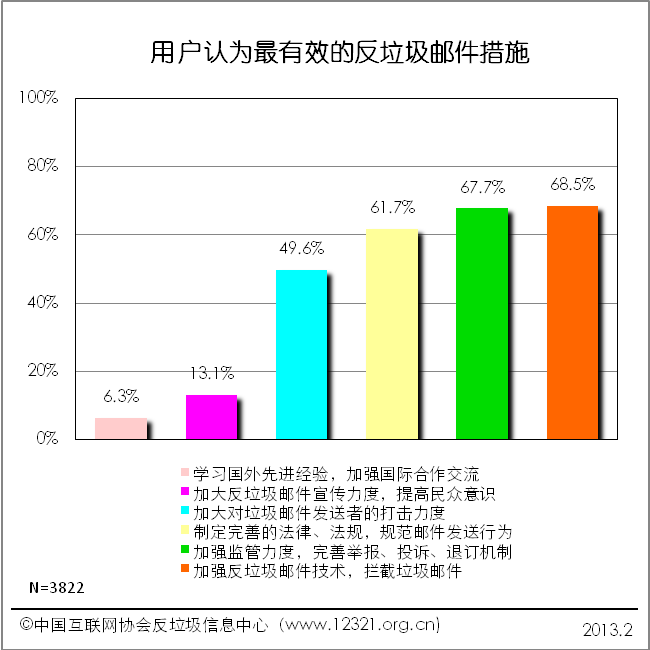 用户认为最有效的反垃圾邮件措施
100%
80%
60%
40%
20%
0%
6.3%
13.1%
49.6%
61.7%
67.7%
68.5%
学习国外先进经验，加强国际合作交流
加大反垃圾邮件宣传力度，提高民众意识
加大对垃圾邮件发送者的打击力度
制定完善的法律、法规，规范邮件发送行为
加强监管力度，完善举报、投诉、退订机制
加强反垃圾邮件技术，拦截垃圾邮件
N=3822
©中国互联网协会反垃圾信息中心（www.12321.org.cn）
2013.2